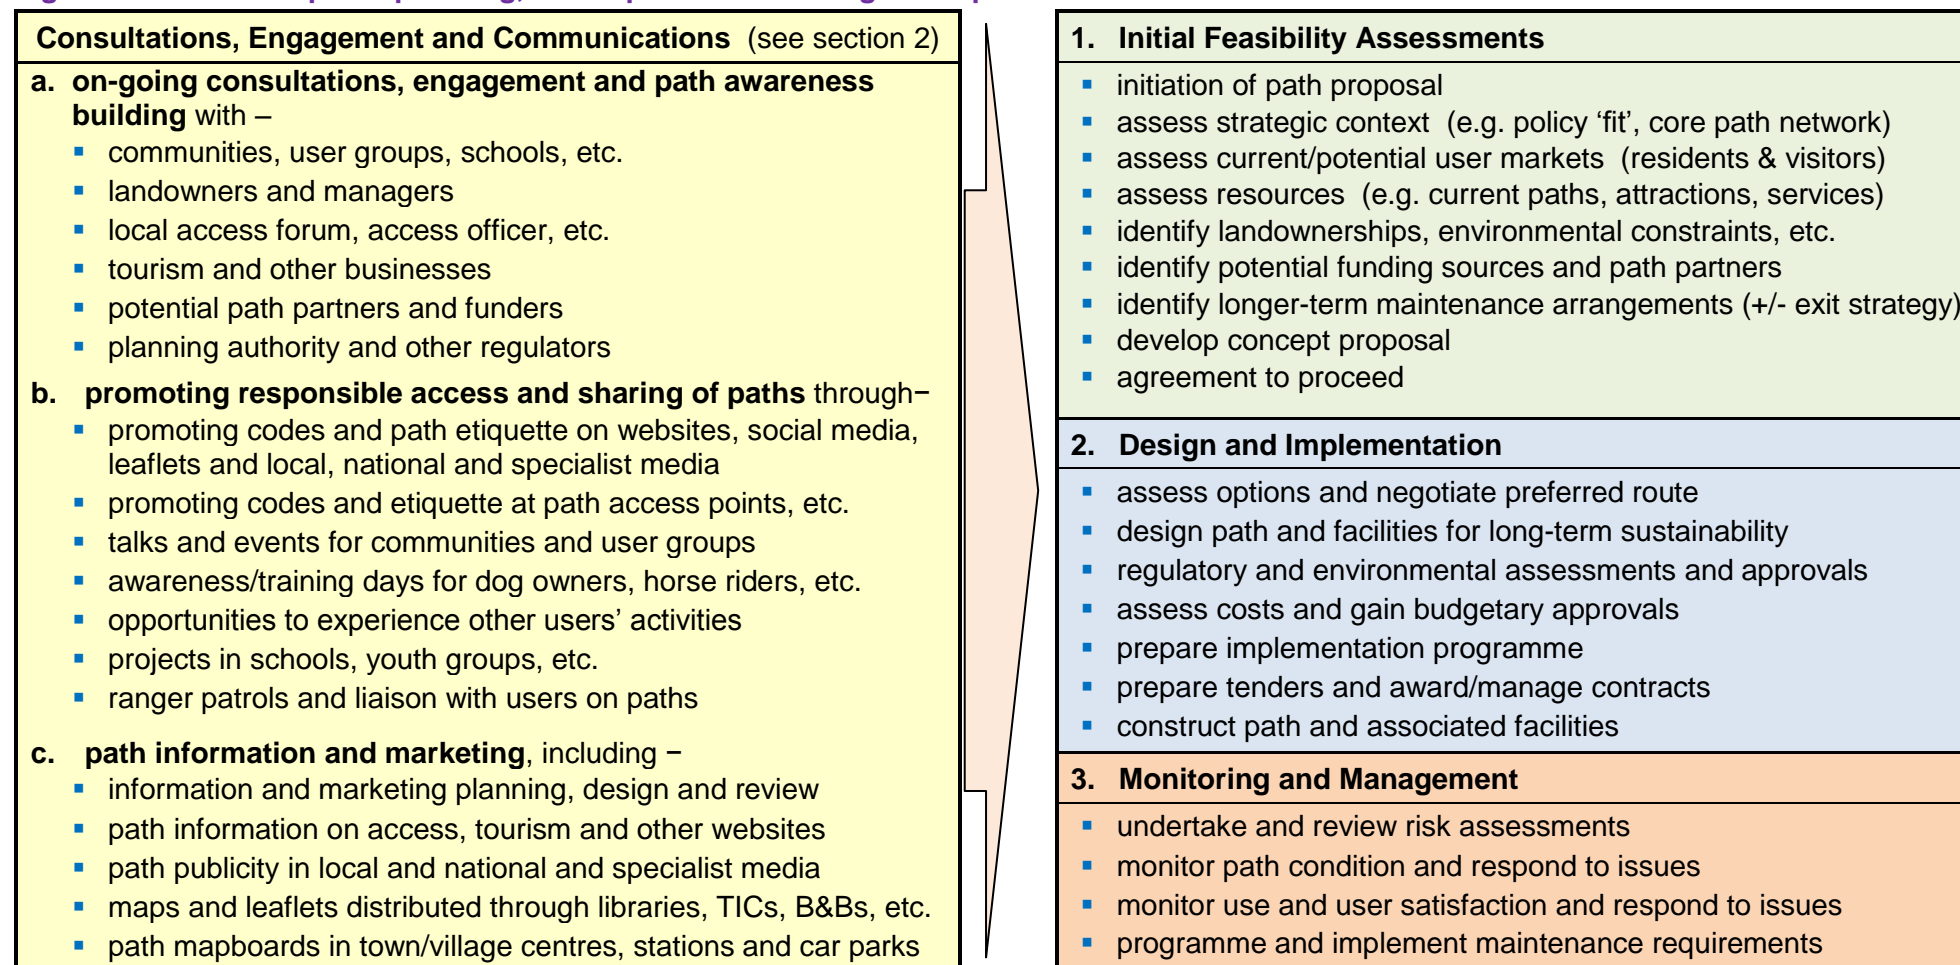 Consultations, Engagement and Communications (see section 2)
a. on-going consultations, engagement and path awareness
building with –
▪ communities, user groups, schools, etc.
▪ landowners and managers
▪ local access forum, access officer, etc.
▪ tourism and other businesses
▪ potential path partners and funders
▪ planning authority and other regulators
b. promoting responsible access and sharing of paths through–
▪ promoting codes and path etiquette on websites, social media,
leaflets and local, national and specialist media
▪ promoting codes and etiquette at path access points, etc.
▪ talks and events for communities and user groups
▪ awareness/training days for dog owners, horse riders, etc.
▪ opportunities to experience other users’ activities
▪ projects in schools, youth groups, etc.
▪ ranger patrols and liaison with users on paths
c. path information and marketing, including –
▪ information and marketing planning, design and review
▪ path information on access, tourism and other websites
▪ path publicity in local and national and specialist media
▪ maps and leaflets distributed through libraries, TICs, B&Bs, etc.
▪ path mapboards in town/village centres, stations and car parks
1. Initial Feasibility Assessments
▪ initiation of path proposal
▪ assess strategic context (e.g. policy ‘fit’, core path network)
▪ assess current/potential user markets (residents & visitors)
▪ assess resources (e.g. current paths, attractions, services)
▪ identify landownerships, environmental constraints, etc.
▪ identify potential funding sources and path partners
▪ identify longer-term maintenance arrangements (+/- exit strategy)
▪ develop concept proposal
▪ agreement to proceed
2. Design and Implementation
▪ assess options and negotiate preferred route
▪ design path and facilities for long-term sustainability
▪ regulatory and environmental assessments and approvals
▪ assess costs and gain budgetary approvals
▪ prepare implementation programme
▪ prepare tenders and award/manage contracts
▪ construct path and associated facilities
3. Monitoring and Management
▪ undertake and review risk assessments
▪ monitor path condition and respond to issues
▪ monitor use and user satisfaction and respond to issues
▪ programme and implement maintenance requirements